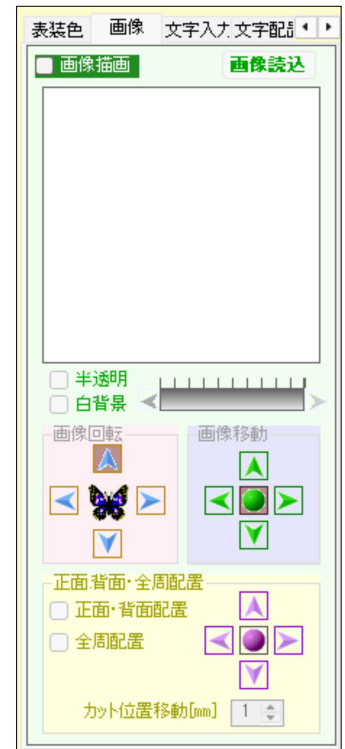 表装色 画像 文字入力 文字配
画像描画 画像読込
半透明
白背景
画像回転 画像移動
正面・背面・全周配置
正面・背面配置
全周配置
カット位置移動[mm] 1